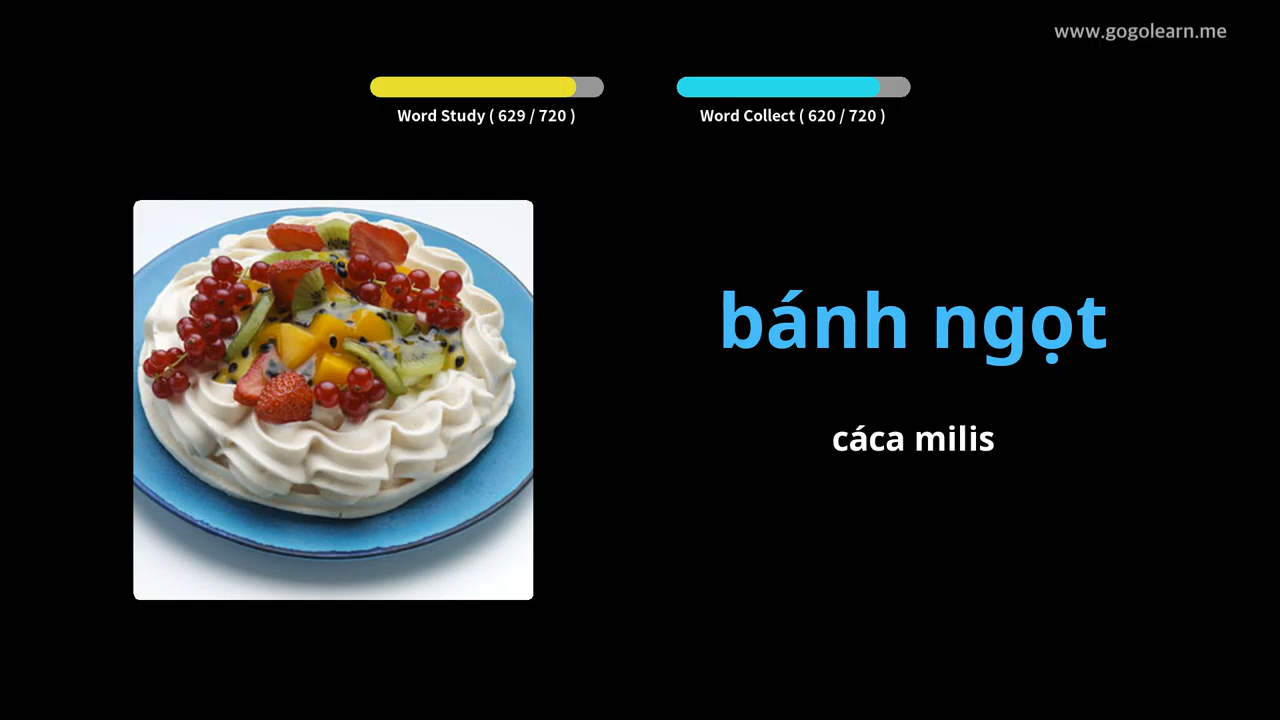 www.gogolearn.me
Word Study ( 629 / 720 )
Word Collect ( 620 / 720 )
bánh ngọt
cáca milis